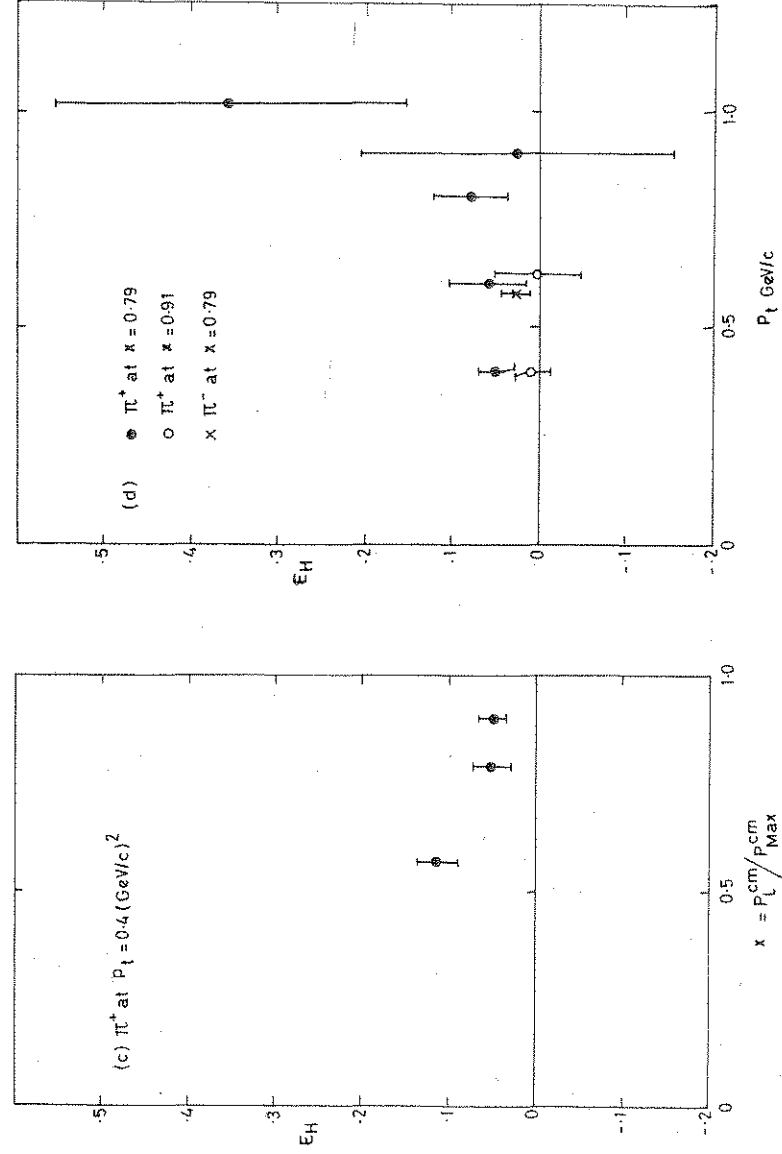 (c) π⁺ at Pₜ = 0·4 (GeV/c)²
E_H
·5
·4
·3
·2
·1
·0
-·1
-·2
0
0·5
1·0
x = P_l^cm/P_Max^cm
(d)
● π⁺ at x = 0·79
○ π⁺ at x = 0·91
× π⁻ at x = 0·79
E_H
·5
·4
·3
·2
·1
·0
-·1
-·2
0
0·5
1·0
Pₜ GeV/c